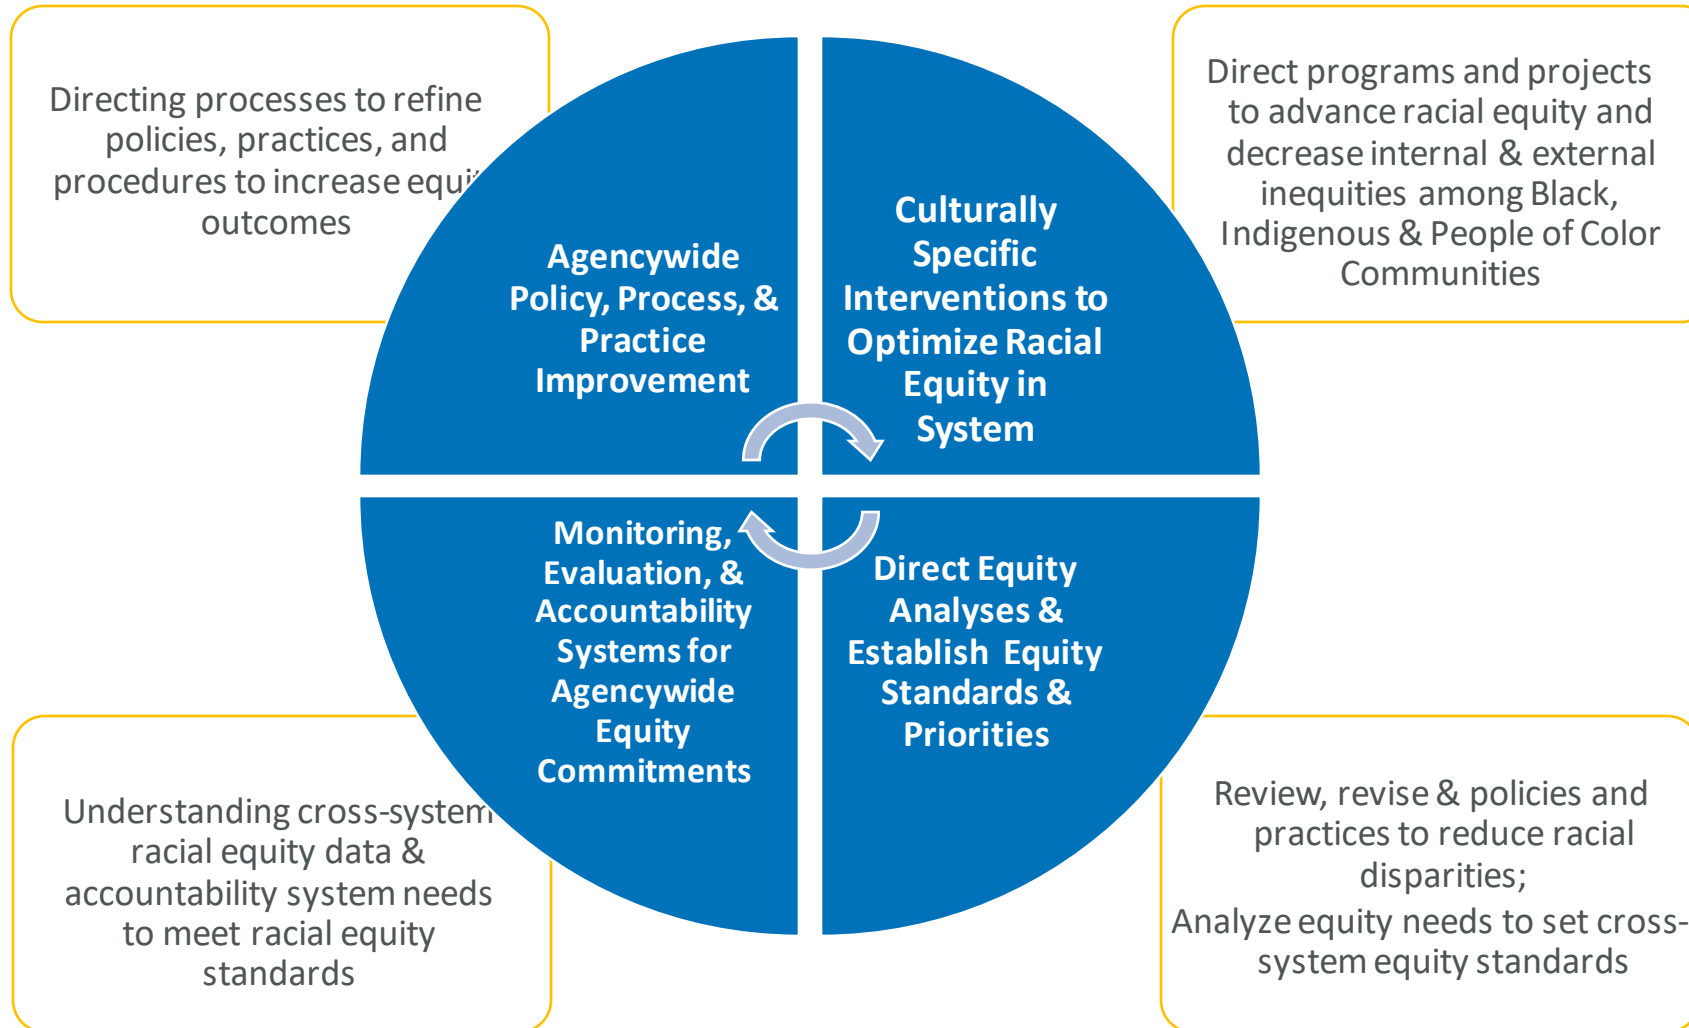 Directing processes to refine
policies, practices, and
procedures to increase equit
outcomes
Agencywide
Policy, Process, &
Practice
Improvement
Culturally
Specific
Interventions to
Optimize Racial
Equity in
System
Direct programs and projects
to advance racial equity and
decrease internal & external
inequities among Black,
Indigenous & People of Color
Communities
Monitoring,
Evaluation, &
Accountability
Systems for
Agencywide
Equity
Commitments
Direct Equity
Analyses &
Establish Equity
Standards &
Priorities
Understanding cross-system
racial equity data &
accountability system needs
to meet racial equity
standards
Review, revise & policies and
practices to reduce racial
disparities;
Analyze equity needs to set cross-
system equity standards